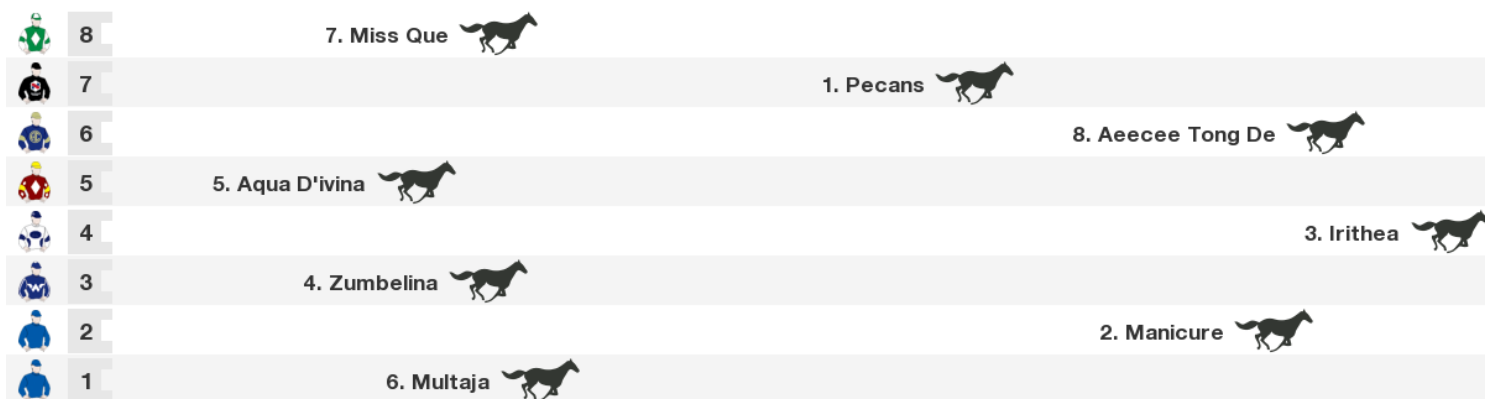 8 7. Miss Que
7 1. Pecans
6 8. Aeecee Tong De
5 5. Aqua D'ivina
4 3. Irithea
3 4. Zumbelina
2 2. Manicure
1 6. Multaja